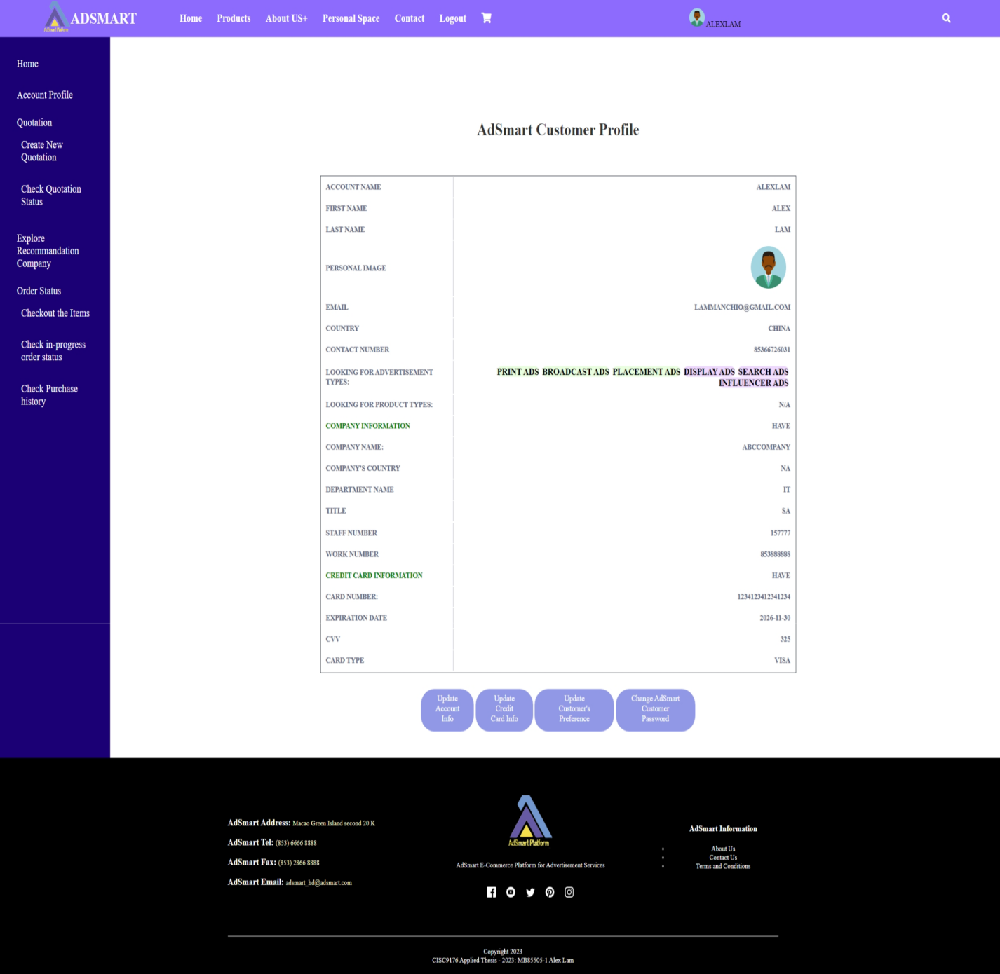 ADSMART
AdSmart Platform
Home Products About US+ Personal Space Contact Logout
ALEXLAM
Home
Account Profile
Quotation
Create New
Quotation
Check Quotation
Status
Explore
Recommandation
Company
Order Status
Checkout the Items
Check in-progress
order status
Check Purchase
history
AdSmart Customer Profile
ACCOUNT NAME ALEXLAM
FIRST NAME ALEX
LAST NAME LAM
PERSONAL IMAGE
EMAIL LAMMANCHIO@GMAIL.COM
COUNTRY CHINA
CONTACT NUMBER 85366726031
LOOKING FOR ADVERTISEMENT
TYPES:
PRINT ADS BROADCAST ADS PLACEMENT ADS DISPLAY ADS SEARCH ADS
INFLUENCER ADS
LOOKING FOR PRODUCT TYPES: N/A
COMPANY INFORMATION HAVE
COMPANY NAME: ABCCOMPANY
COMPANY'S COUNTRY NA
DEPARTMENT NAME IT
TITLE SA
STAFF NUMBER 157777
WORK NUMBER 853888888
CREDIT CARD INFORMATION HAVE
CARD NUMBER: 1234123412341234
EXPIRATION DATE 2026-11-30
CVV 325
CARD TYPE VISA
Update
Account
Info
Update
Credit
Card Info
Update
Customer's
Preference
Change AdSmart
Customer
Password
AdSmart Address: Macao Green Island second 20 K
AdSmart Tel: (853) 6666 8888
AdSmart Fax: (853) 2866 8888
AdSmart Email: adsmart_hd@adsmart.com
AdSmart Platform
AdSmart E-Commerce Platform for Advertisement Services
AdSmart Information
About Us
Contact Us
Terms and Conditions
Copyright 2023
CISC9176 Applied Thesis - 2023: MB85505-1 Alex Lam